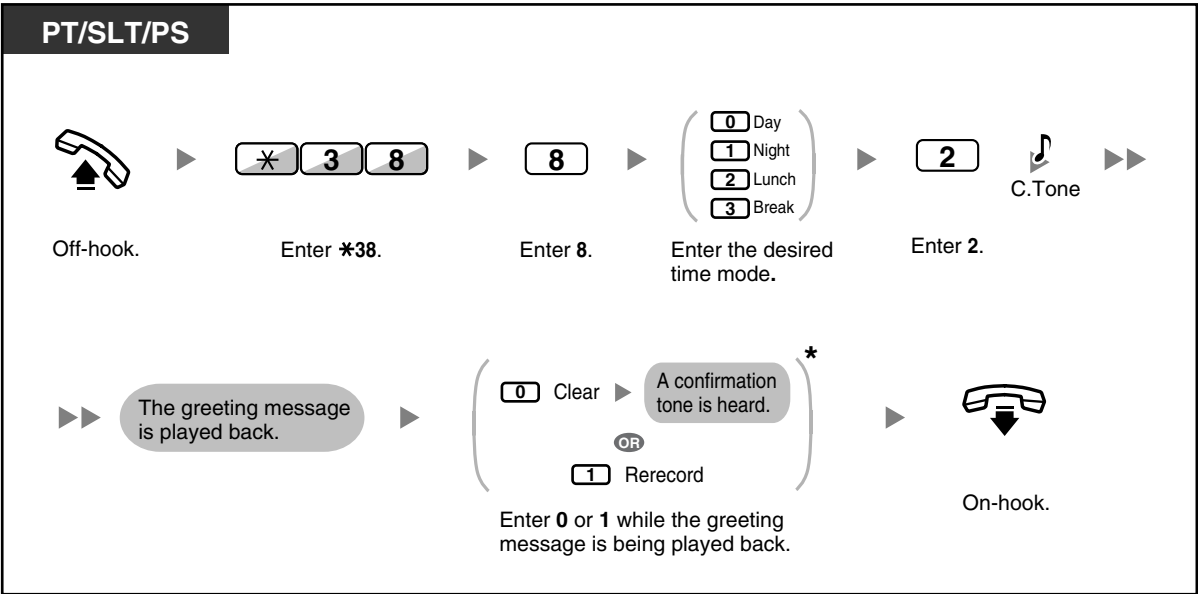 PT/SLT/PS
0 Day
1 Night
2 Lunch
3 Break
✳ 3 8
8
2
C.Tone
Off-hook.
Enter ✳38.
Enter 8.
Enter the desired
time mode.
Enter 2.
The greeting message
is played back.
0 Clear
A confirmation
tone is heard.
*
OR
1 Rerecord
Enter 0 or 1 while the greeting
message is being played back.
On-hook.